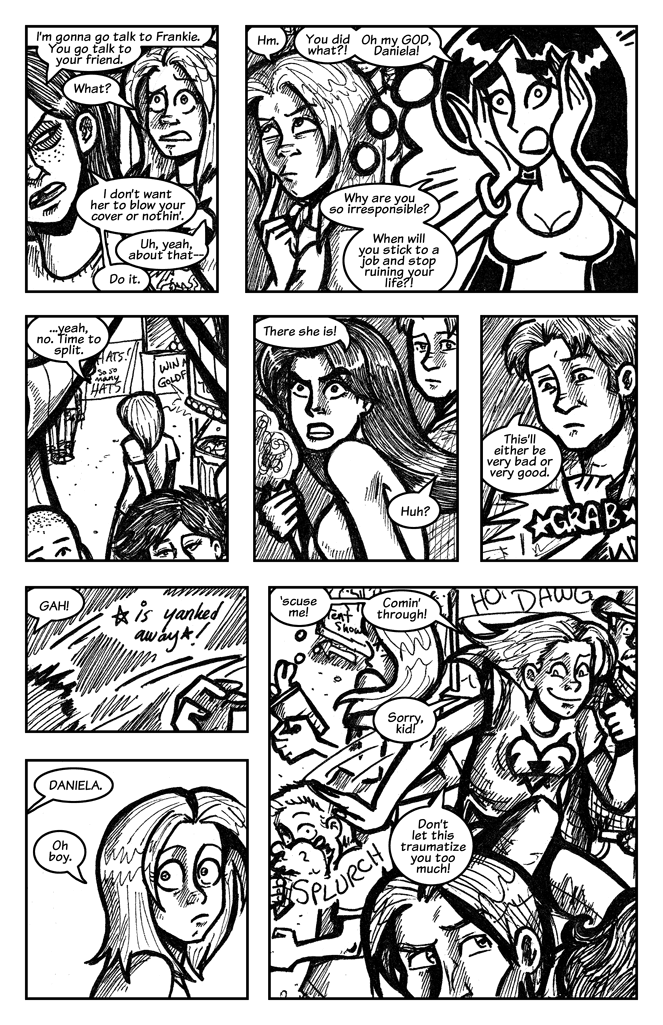 I'm gonna go talk to Frankie.
You go talk to
your friend.
What?
I don't want
her to blow your
cover or nothin'.
Uh, yeah,
about that--
Do it.
Hm.
You did
what?!
Oh my GOD,
Daniela!
Why are you
so irresponsible?
When will
you stick to a
job and stop
ruining your
life?!
...yeah,
no. Time to
split.
HATS!
so so
many
HATS!
WIN A
GOLDF
There she is!
Huh?
This'll
either be
very bad or
very good.
GRAB
GAH!
is yanked
away!
DANIELA.
Oh
boy.
'scuse
me!
Comin'
through!
HOT DAWG
Show
Sorry,
kid!
SPLURCH
Don't
let this
traumatize
you too
much!